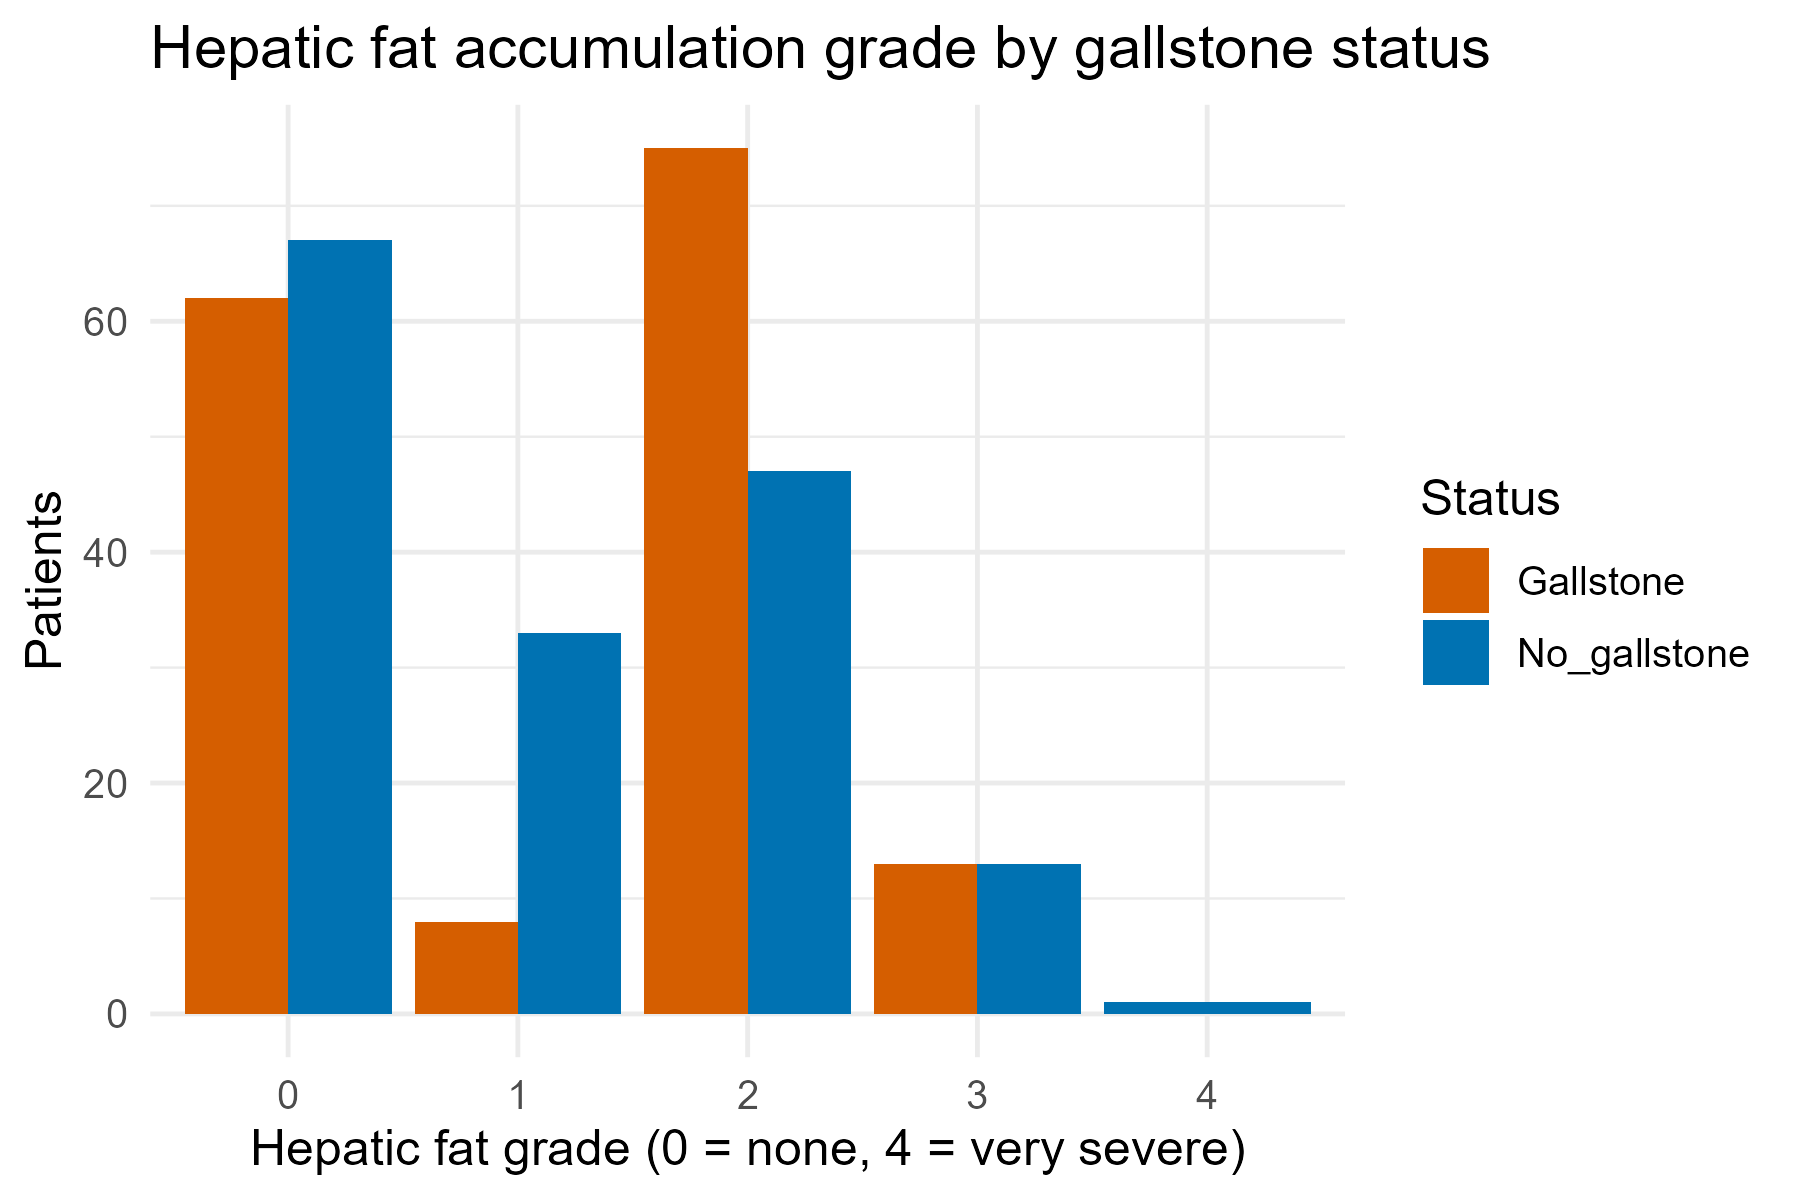 Hepatic fat accumulation grade by gallstone status
Patients
60
40
20
0
0 1 2 3 4
Hepatic fat grade (0 = none, 4 = very severe)
Status
Gallstone
No_gallstone